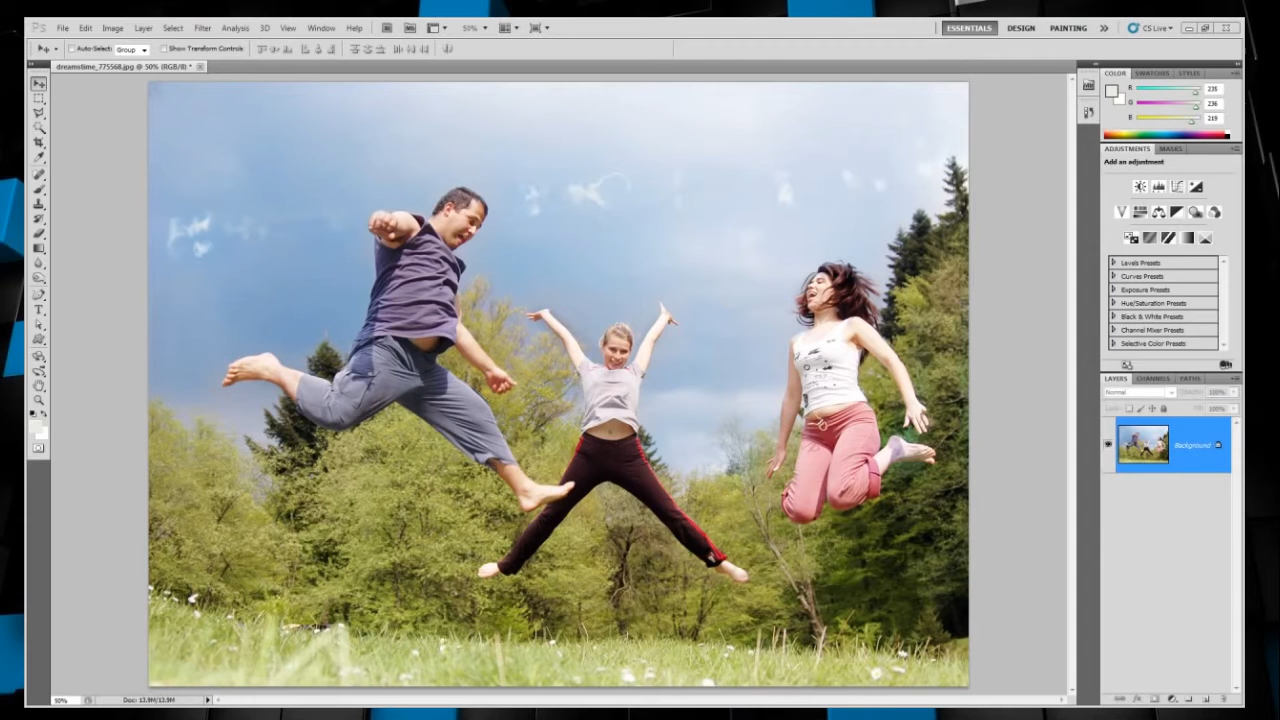 Ps File Edit Image Layer Select Filter Analysis 3D View Window Help 50% ESSENTIALS DESIGN PAINTING CS Live
Auto-Select: Group Show Transform Controls
dreamstime_775568.jpg @ 50% (RGB/8) *
COLOR SWATCHES STYLES
R 235
G 236
B 219
ADJUSTMENTS MASKS
Add an adjustment
Levels Presets
Curves Presets
Exposure Presets
Hue/Saturation Presets
Black & White Presets
Channel Mixer Presets
Selective Color Presets
LAYERS CHANNELS PATHS
Normal Opacity: 100%
Lock: Fill: 100%
Background
50% Doc: 13.9M/13.9M